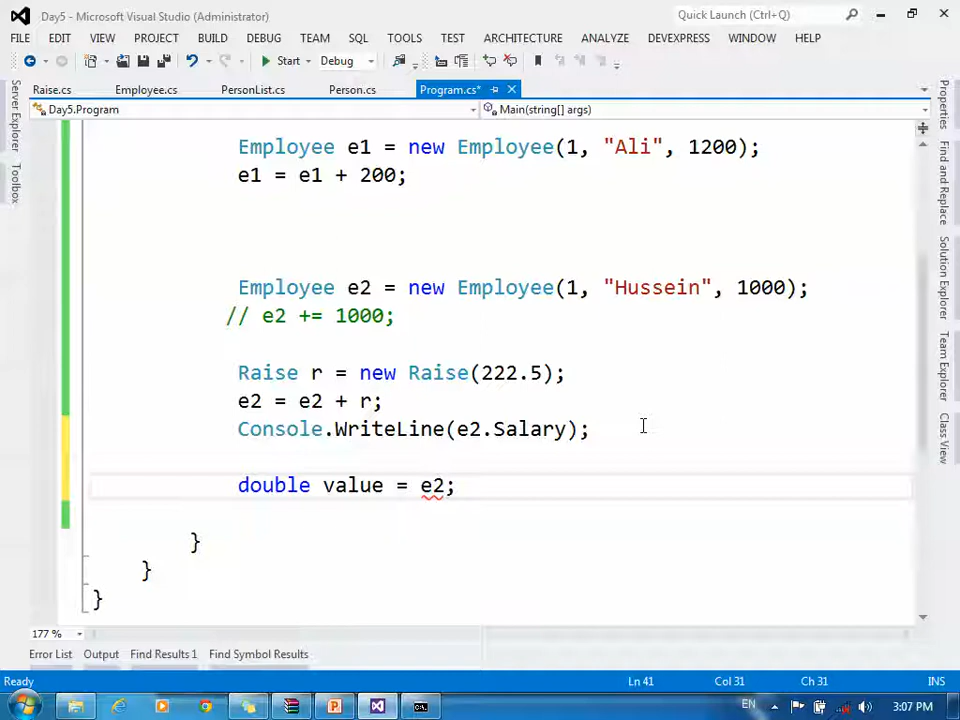 Day5 - Microsoft Visual Studio (Administrator)
Quick Launch (Ctrl+Q)
FILE EDIT VIEW PROJECT BUILD DEBUG TEAM SQL TOOLS TEST ARCHITECTURE ANALYZE DEVEXPRESS WINDOW HELP
Start Debug
Raise.cs Employee.cs PersonList.cs Person.cs Program.cs*
Day5.Program Main(string[] args)
Server Explorer
Toolbox
Employee e1 = new Employee(1, "Ali", 1200);
e1 = e1 + 200;
Employee e2 = new Employee(1, "Hussein", 1000);
// e2 += 1000;
Raise r = new Raise(222.5);
e2 = e2 + r;
Console.WriteLine(e2.Salary);
double value = e2;
}
}
}
Properties
Find and Replace
Solution Explorer
Team Explorer
Class View
177 %
Error List Output Find Results 1 Find Symbol Results
Ready Ln 41 Col 31 Ch 31 INS
EN 3:07 PM